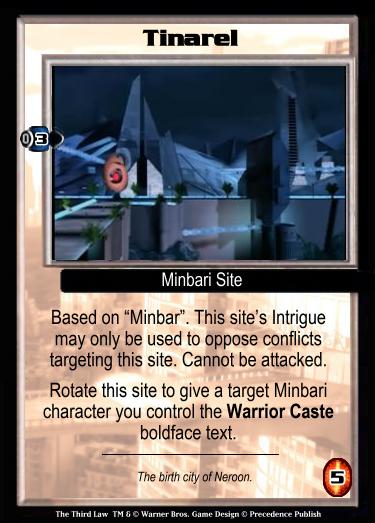 Tinarel
3
Minbari Site
Based on “Minbar”. This site's Intrigue
may only be used to oppose conflicts
targeting this site. Cannot be attacked.
Rotate this site to give a target Minbari
character you control the Warrior Caste
boldface text.
The birth city of Neroon.
5
The Third Law TM & © Warner Bros. Game Design © Precedence Publish